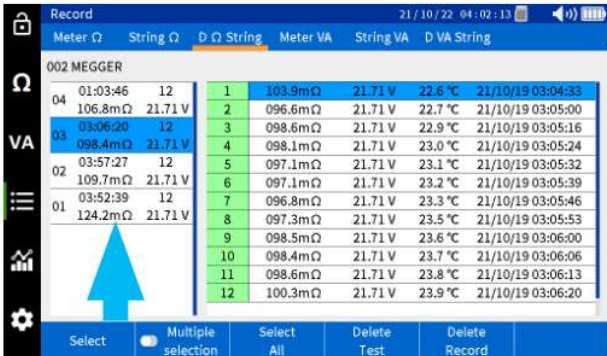 Record 21/10/22 04:02:13
Meter Ω String Ω D Ω String Meter VA String VA D VA String
002 MEGGER
Ω
VA
04 01:03:46 12
106.8mΩ 21.71 V
03 03:06:20 12
098.4mΩ 21.71 V
02 03:57:27 12
109.7mΩ 21.71 V
01 03:52:39 12
124.2mΩ 21.71 V
1 103.9mΩ 21.71 V 22.6 ℃ 21/10/19 03:04:33
2 096.6mΩ 21.71 V 22.7 ℃ 21/10/19 03:05:00
3 098.6mΩ 21.71 V 22.9 ℃ 21/10/19 03:05:16
4 098.1mΩ 21.71 V 23.0 ℃ 21/10/19 03:05:24
5 097.1mΩ 21.71 V 23.1 ℃ 21/10/19 03:05:32
6 097.1mΩ 21.71 V 23.2 ℃ 21/10/19 03:05:39
7 096.8mΩ 21.71 V 23.3 ℃ 21/10/19 03:05:46
8 097.3mΩ 21.71 V 23.5 ℃ 21/10/19 03:05:53
9 098.5mΩ 21.71 V 23.6 ℃ 21/10/19 03:06:00
10 098.4mΩ 21.71 V 23.7 ℃ 21/10/19 03:06:06
11 098.6mΩ 21.71 V 23.8 ℃ 21/10/19 03:06:13
12 100.3mΩ 21.71 V 23.9 ℃ 21/10/19 03:06:20
Select
Multiple
selection
Select
All
Delete
Test
Delete
Record